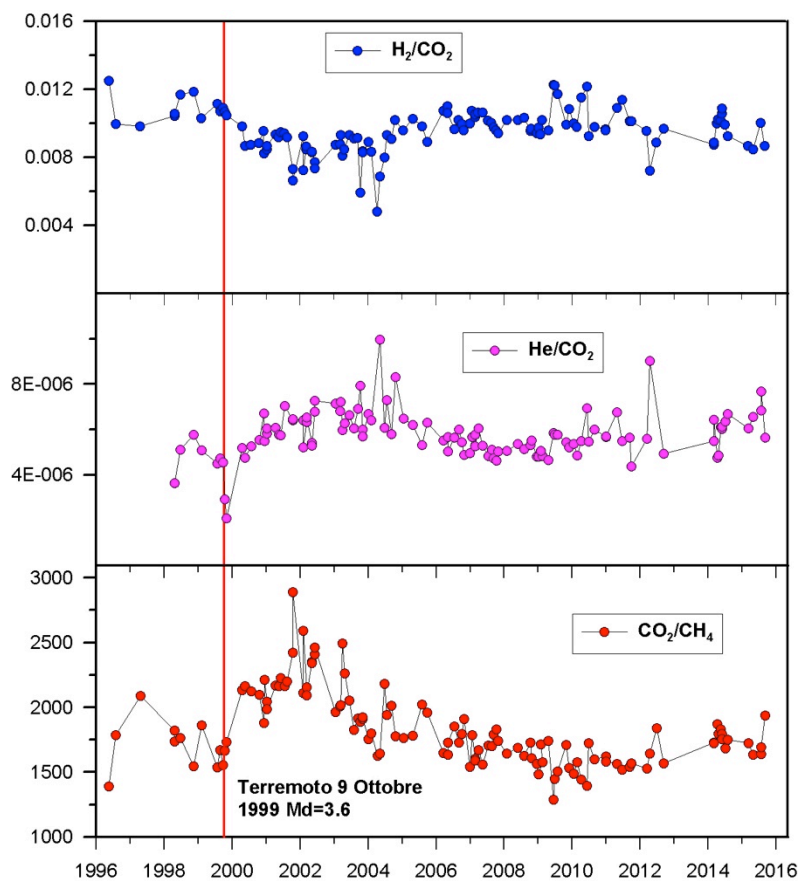 0.016
H₂/CO₂
0.012
0.008
0.004
He/CO₂
8E-006
4E-006
3000
CO₂/CH₄
2500
2000
1500
Terremoto 9 Ottobre
1999 Md=3.6
1000
1996 1998 2000 2002 2004 2006 2008 2010 2012 2014 2016